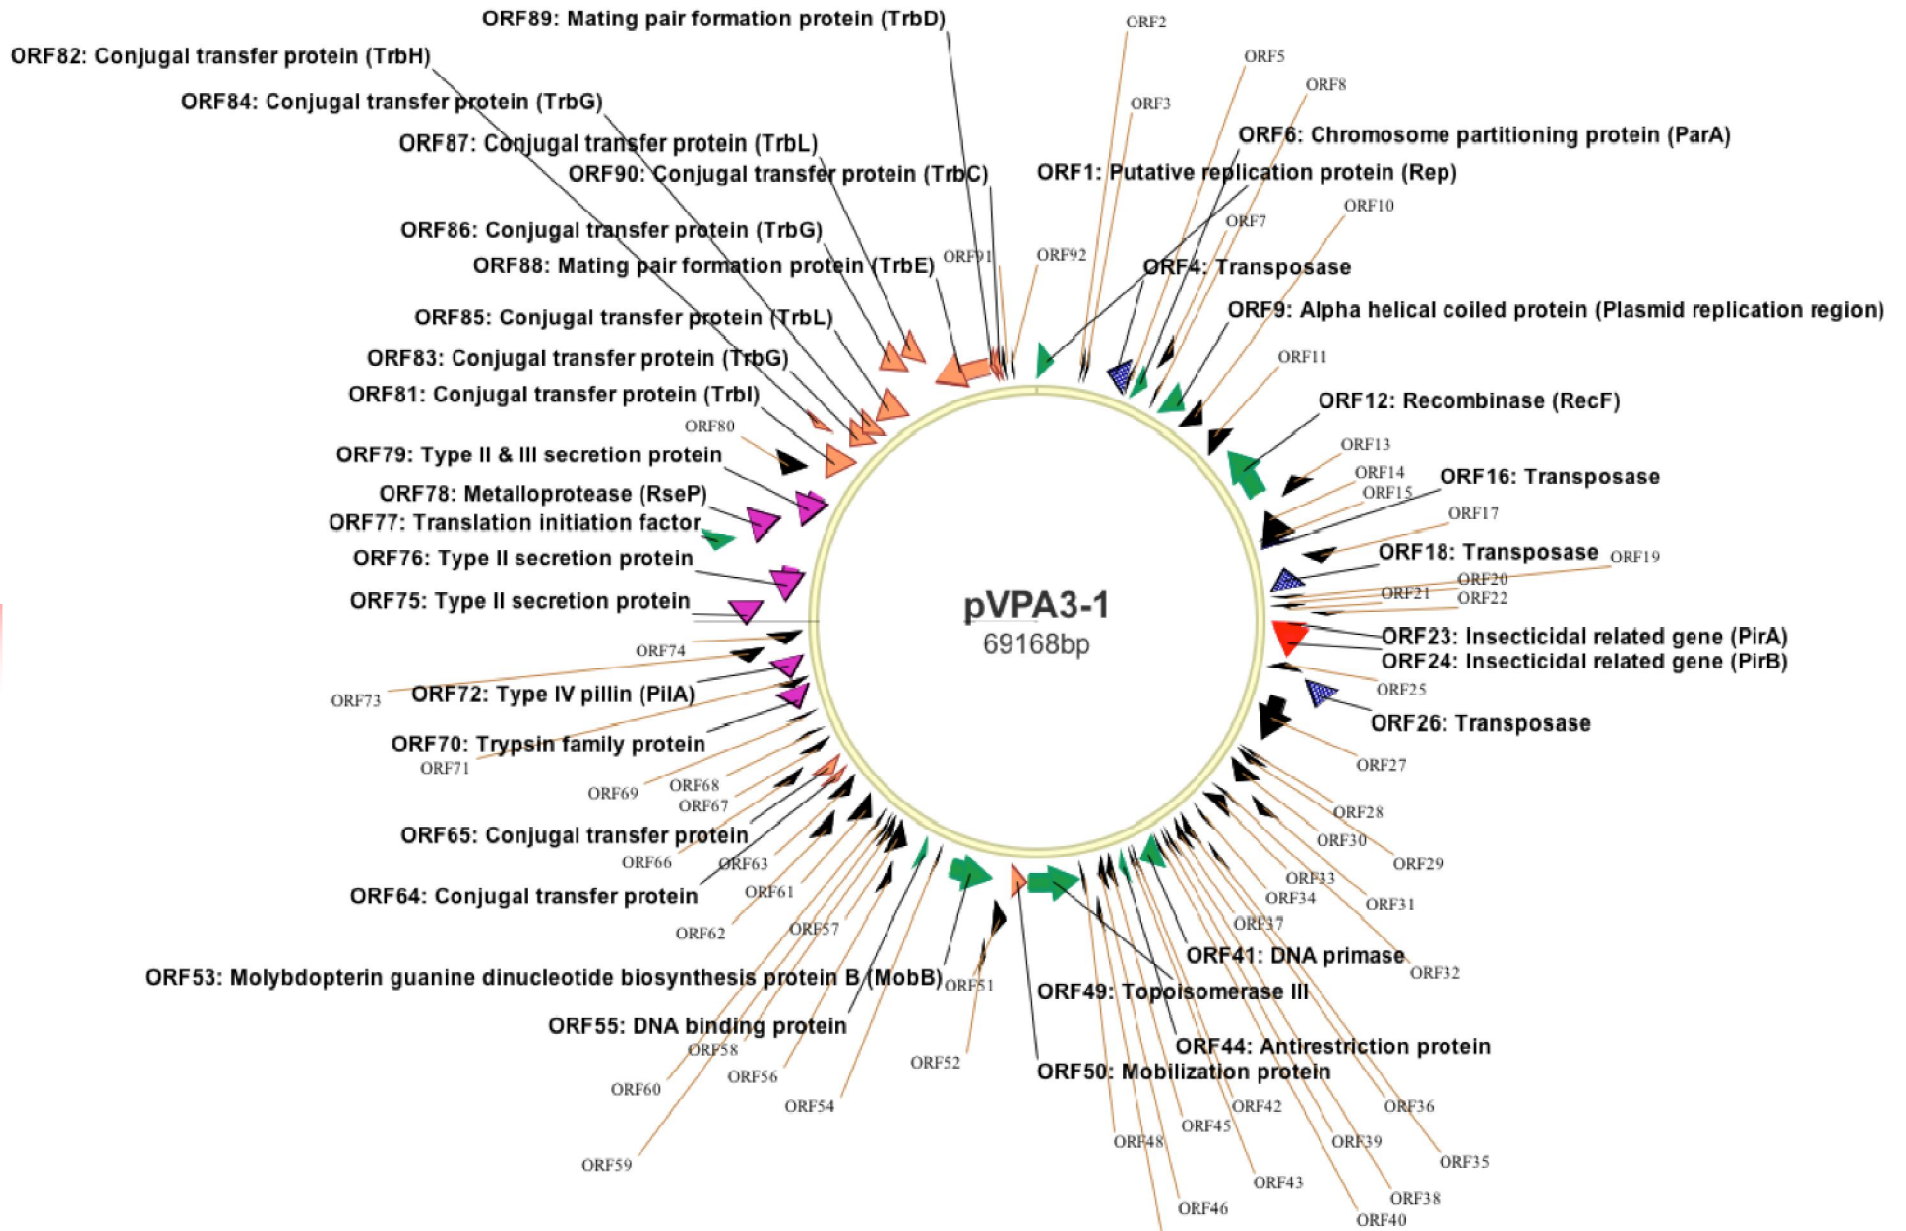 ORF89: Mating pair formation protein (TrbD)
ORF2
ORF82: Conjugal transfer protein (TrbH)
ORF5
ORF8
ORF84: Conjugal transfer protein (TrbG)
ORF3
ORF6: Chromosome partitioning protein (ParA)
ORF87: Conjugal transfer protein (TrbL)
ORF90: Conjugal transfer protein (TrbC)
ORF1: Putative replication protein (Rep)
ORF10
ORF7
ORF86: Conjugal transfer protein (TrbG)
ORF91
ORF92
ORF88: Mating pair formation protein (TrbE)
ORF4: Transposase
ORF9: Alpha helical coiled protein (Plasmid replication region)
ORF85: Conjugal transfer protein (TrbL)
ORF83: Conjugal transfer protein (TrbG)
ORF11
ORF81: Conjugal transfer protein (TrbI)
ORF12: Recombinase (RecF)
ORF80
ORF13
ORF79: Type II & III secretion protein
ORF14
ORF16: Transposase
ORF78: Metalloprotease (RseP)
ORF15
ORF17
ORF77: Translation initiation factor
ORF76: Type II secretion protein
ORF18: Transposase
ORF19
ORF20
ORF21
ORF22
ORF75: Type II secretion protein
pVPA3-1
69168bp
ORF23: Insecticidal related gene (PirA)
ORF74
ORF24: Insecticidal related gene (PirB)
ORF73
ORF72: Type IV pillin (PilA)
ORF25
ORF26: Transposase
ORF70: Trypsin family protein
ORF71
ORF27
ORF69
ORF68
ORF67
ORF28
ORF65: Conjugal transfer protein
ORF30
ORF66
ORF63
ORF29
ORF64: Conjugal transfer protein
ORF61
ORF33
ORF34
ORF31
ORF62
ORF57
ORF37
ORF41: DNA primase
ORF32
ORF53: Molybdopterin guanine dinucleotide biosynthesis protein B (MobB)
ORF51
ORF49: Topoisomerase III
ORF55: DNA binding protein
ORF58
ORF44: Antirestriction protein
ORF52
ORF50: Mobilization protein
ORF60
ORF56
ORF54
ORF42
ORF36
ORF45
ORF48
ORF39
ORF59
ORF35
ORF43
ORF38
ORF46
ORF40